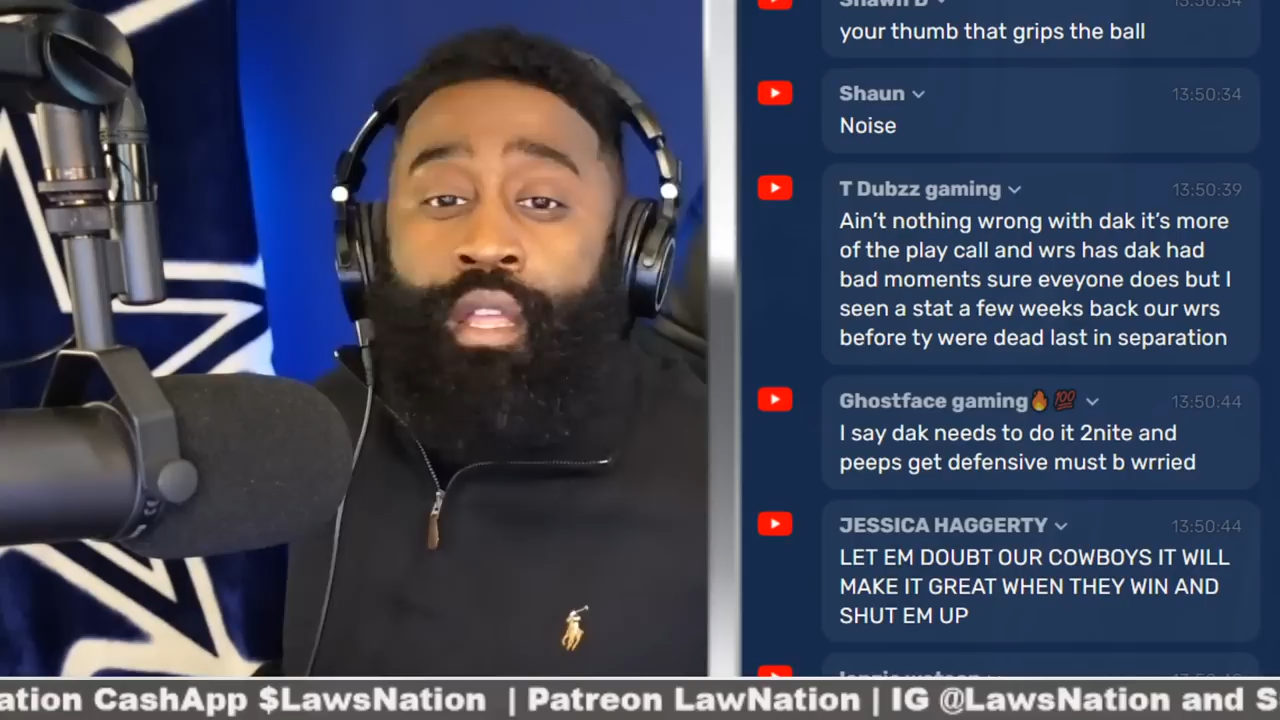 Shawn B 13:50:34
your thumb that grips the ball
Shaun 13:50:34
Noise
T Dubzz gaming 13:50:39
Ain't nothing wrong with dak it's more
of the play call and wrs has dak had
bad moments sure eveyone does but I
seen a stat a few weeks back our wrs
before ty were dead last in separation
Ghostface gaming🔥💯 13:50:44
I say dak needs to do it 2nite and
peeps get defensive must b wrried
JESSICA HAGGERTY 13:50:44
LET EM DOUBT OUR COWBOYS IT WILL
MAKE IT GREAT WHEN THEY WIN AND
SHUT EM UP
ation CashApp $LawsNation | Patreon LawNation | IG @LawsNation and S